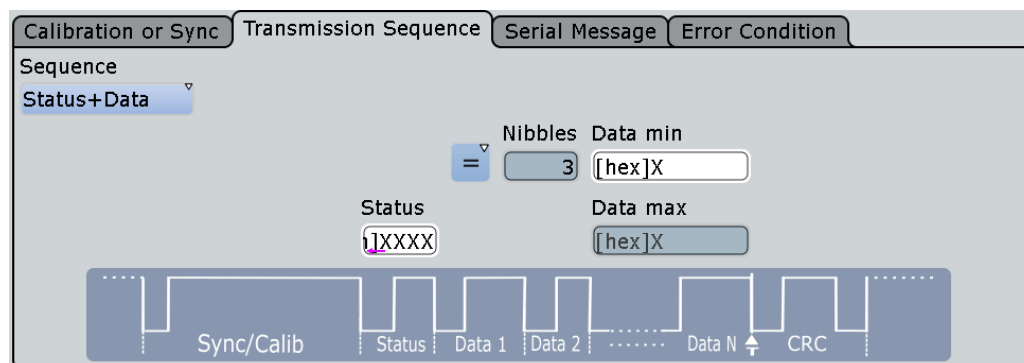 Calibration or Sync Transmission Sequence Serial Message Error Condition
Sequence
Status+Data
Nibbles Data min
= 3 [hex]X
Status Data max
]XXXX [hex]X
Sync/Calib Status Data 1 Data 2 Data N CRC